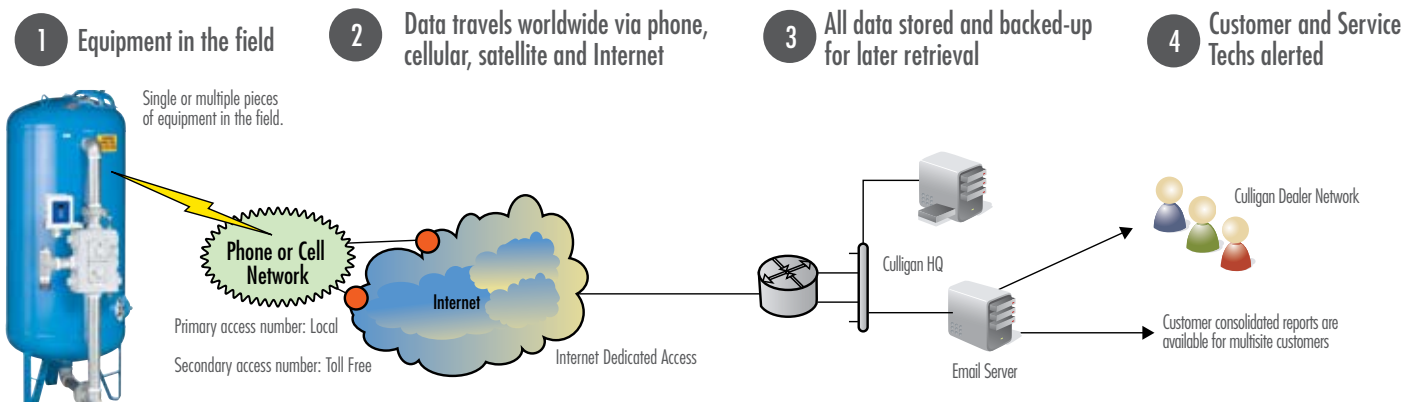 1 Equipment in the field
Single or multiple pieces
of equipment in the field.
2 Data travels worldwide via phone,
cellular, satellite and Internet
3 All data stored and backed-up
for later retrieval
4 Customer and Service
Techs alerted
Phone or Cell
Network
Primary access number: Local
Secondary access number: Toll Free
Internet
Internet Dedicated Access
Culligan HQ
Email Server
Culligan Dealer Network
Customer consolidated reports are
available for multisite customers